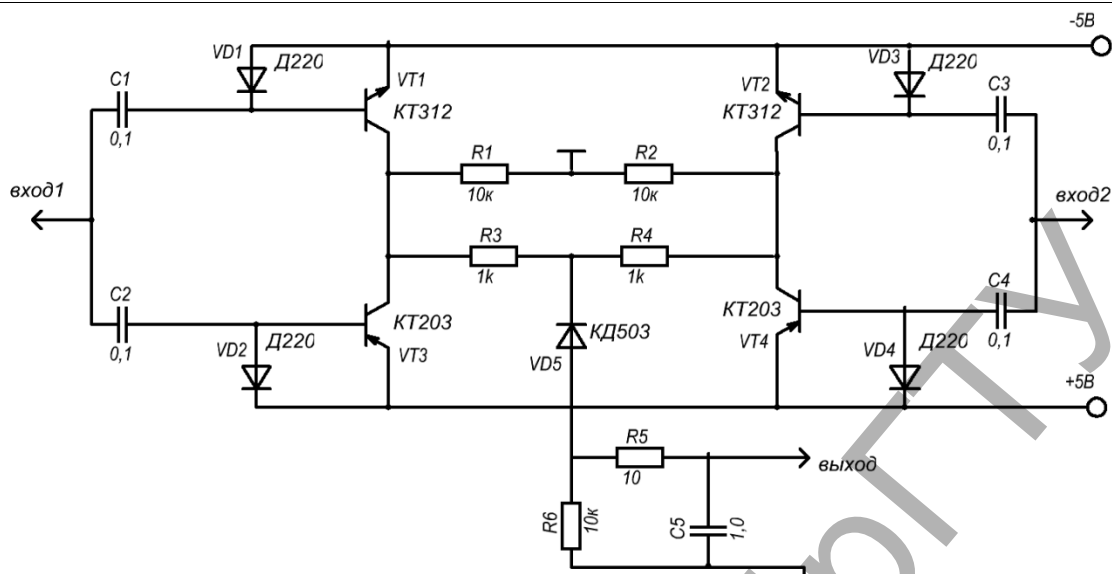 -5В
VD1
Д220
VT1
КТ312
VT2
КТ312
VD3
Д220
C1
0,1
C3
0,1
R1
10к
R2
10к
вход1
вход2
R3
1k
R4
1k
C2
0,1
C4
0,1
VD2
Д220
КТ203
VT3
КД503
VD5
КТ203
VT4
VD4
Д220
+5В
R5
10
выход
R6
10к
C5
1,0
рГТУ